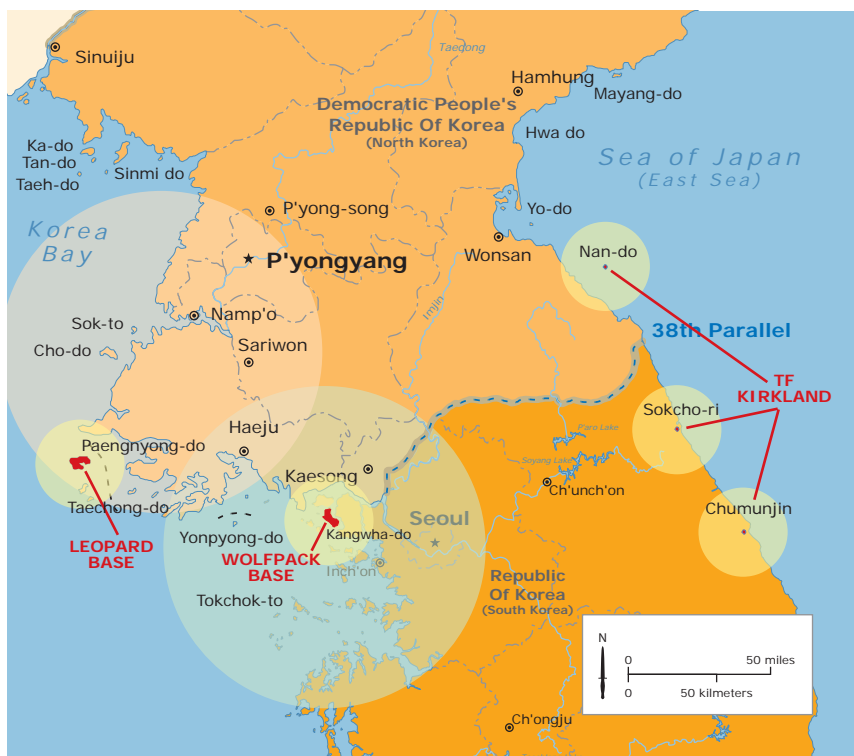 Sinuiju
Taedong
Hamhung
Mayang-do
Democratic People's
Republic Of Korea
(North Korea)
Hwa do
Sea of Japan
(East Sea)
Ka-do
Tan-do
Taeh-do
Sinmi do
Korea
Bay
P'yong-song
Yo-do
Wonsan
Nan-do
P'yongyang
Imjin
Sok-to
Namp'o
38th Parallel
Cho-do
Sariwon
TF
KIRKLAND
Sokcho-ri
Haeju
P'aro Lake
Paengnyong-do
Kaesong
Soyang Lake
Ch'unch'on
Taechong-do
Chumunjin
Seoul
Yonpyong-do
Kangwha-do
LEOPARD
BASE
WOLFPACK
BASE
Inch'on
Republic
Of Korea
(South Korea)
Tokchok-to
N
0
50 miles
0
50 kilmeters
Ch'ongju